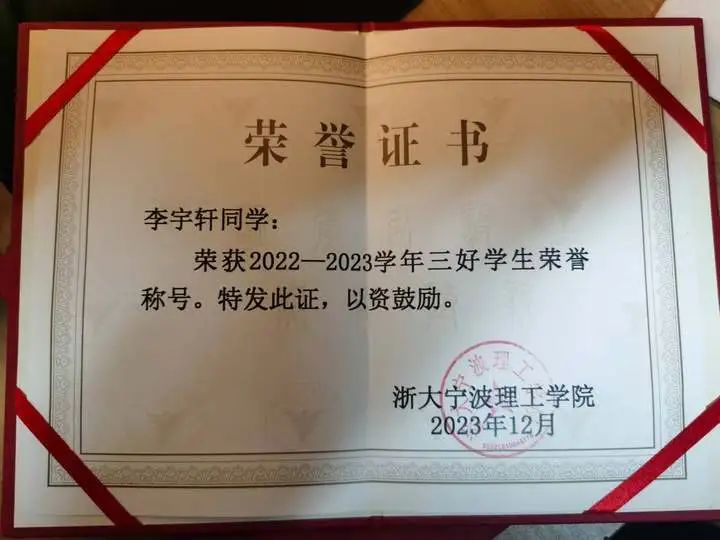 荣誉证书
李宇轩同学：
荣获2022—2023学年三好学生荣誉
称号。特发此证，以资鼓励。
浙大宁波理工学院
2023年12月